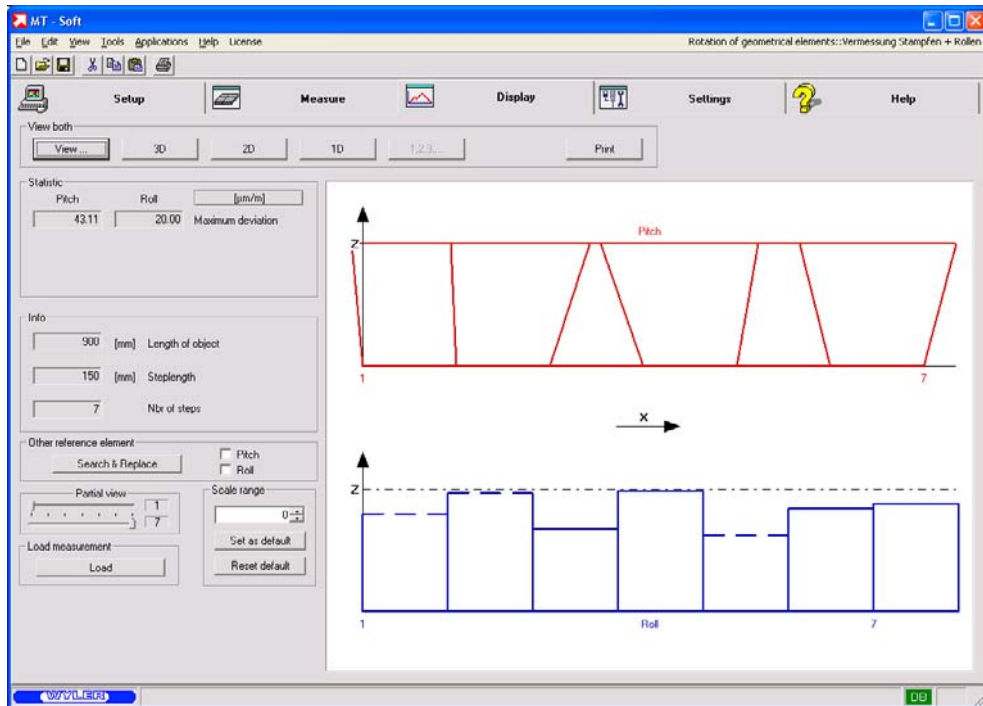 MT - Soft
File Edit View Tools Applications Help License
Rotation of geometrical elements::Vermessung Stampfen + Rollen
Setup Measure Display Settings Help
View both
View ... 3D 2D 1D 1,2,3,... Print
Statistic
Pitch Roll [µm/m]
43.11 20.00 Maximum deviation
Info
900 [mm] Length of object
150 [mm] Steplength
7 Nbr of steps
Other reference element
Search & Replace
Pitch
Roll
Partial view
1
7
Scale range
0
Set as default
Reset default
Load measurement
Load
Z
Pitch
1 7
X
Z
1 Roll 7
WYLER
DB